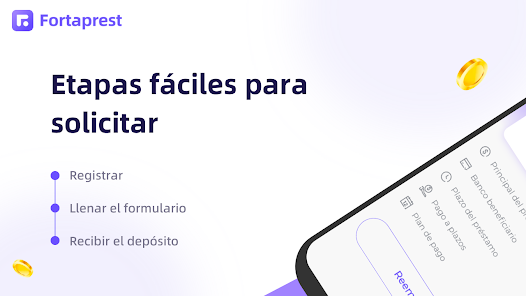 Fortaprest
Etapas fáciles para
solicitar
Registrar
Llenar el formulario
Recibir el depósito
Principal del
Banco beneficiario
Plazo del préstamo
Pago a plazos
Plan de pago